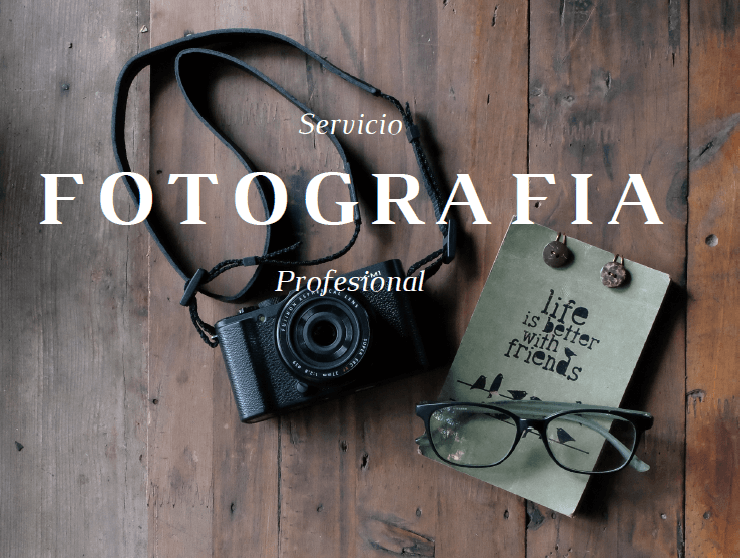 Servicio
FOTOGRAFIA
Profesional
life
is better
with
friends